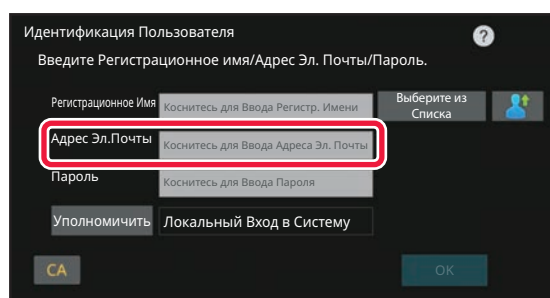 Идентификация Пользователя
?
Введите Регистрационное имя/Адрес Эл. Почты/Пароль.
Регистрационное Имя Коснитесь для Ввода Регистр. Имени Выберите из Списка
Адрес Эл.Почты Коснитесь для Ввода Адреса Эл. Почты
Пароль Коснитесь для Ввода Пароля
Уполномичить Локальный Вход в Систему
CA OK